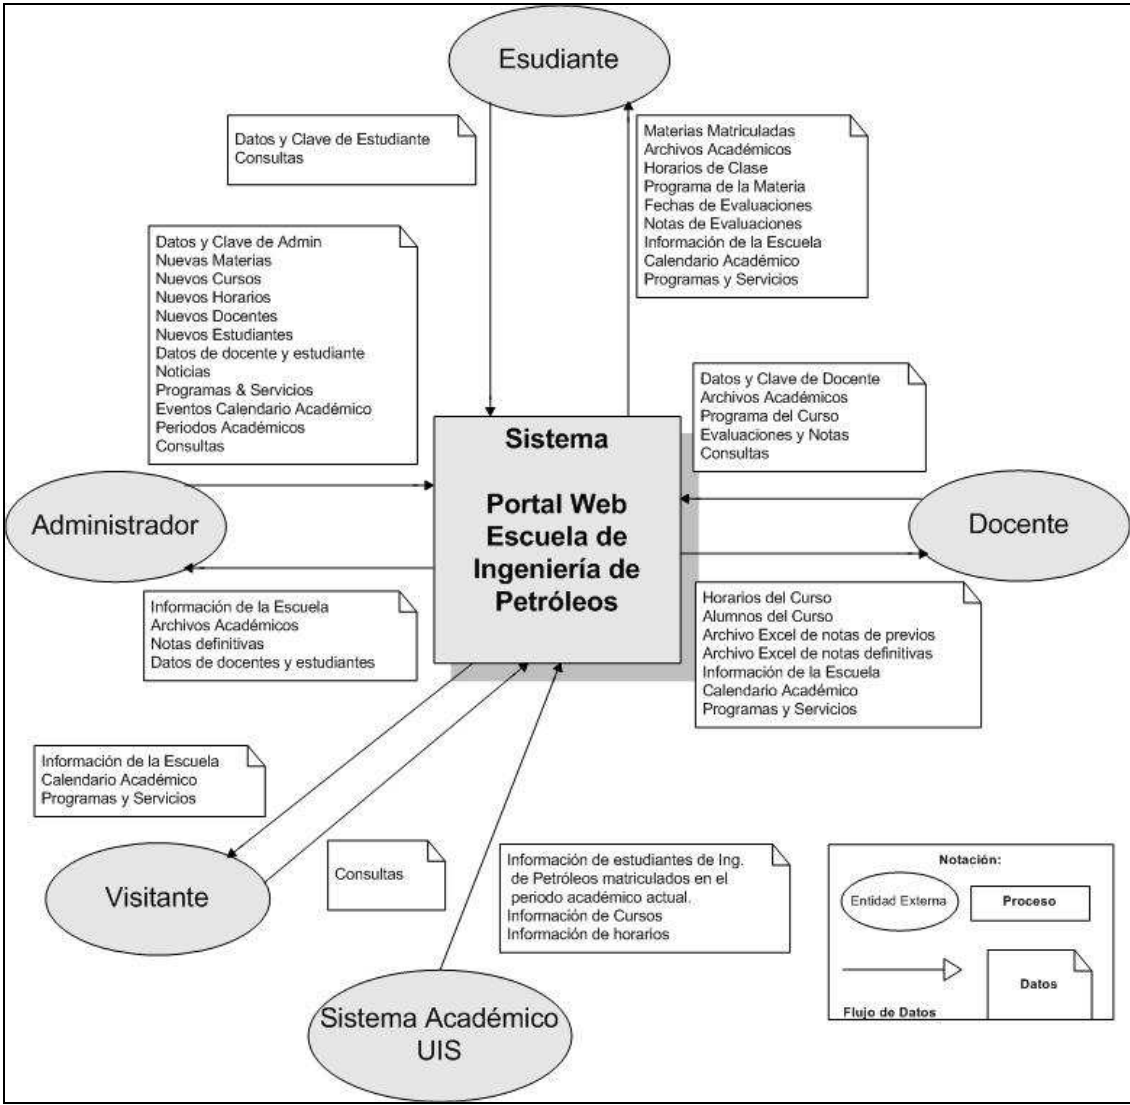 Esudiante
Datos y Clave de Estudiante
Consultas
Materias Matriculadas
Archivos Académicos
Horarios de Clase
Programa de la Materia
Fechas de Evaluaciones
Notas de Evaluaciones
Información de la Escuela
Calendario Académico
Programas y Servicios
Datos y Clave de Admin
Nuevas Materias
Nuevos Cursos
Nuevos Horarios
Nuevos Docentes
Nuevos Estudiantes
Datos de docente y estudiante
Noticias
Programas & Servicios
Eventos Calendario Académico
Periodos Académicos
Consultas
Datos y Clave de Docente
Archivos Académicos
Programa del Curso
Evaluaciones y Notas
Consultas
Sistema
Portal Web
Escuela de
Ingeniería de
Petróleos
Administrador
Docente
Información de la Escuela
Archivos Académicos
Notas definitivas
Datos de docentes y estudiantes
Horarios del Curso
Alumnos del Curso
Archivo Excel de notas de previos
Archivo Excel de notas definitivas
Información de la Escuela
Calendario Académico
Programas y Servicios
Información de la Escuela
Calendario Académico
Programas y Servicios
Visitante
Consultas
Información de estudiantes de Ing.
de Petróleos matriculados en el
periodo académico actual.
Información de Cursos
Información de horarios
Sistema Académico
UIS
Notación:
Entidad Externa
Proceso
Datos
Flujo de Datos